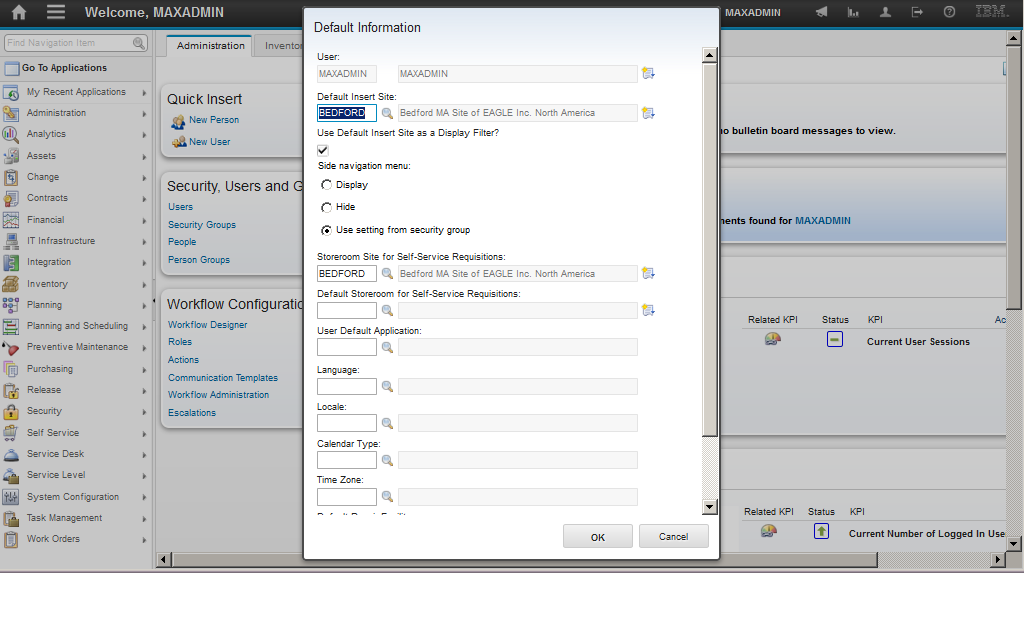 Welcome, MAXADMIN
MAXADMIN
IBM.
Find Navigation Item
Go To Applications
My Recent Applications
Administration
Analytics
Assets
Change
Contracts
Financial
IT Infrastructure
Integration
Inventory
Planning
Planning and Scheduling
Preventive Maintenance
Purchasing
Release
Security
Self Service
Service Desk
Service Level
System Configuration
Task Management
Work Orders
Administration
Quick Insert
New Person
New User
Security, Users and G
Users
Security Groups
People
Person Groups
Workflow Configuratio
Workflow Designer
Roles
Actions
Communication Templates
Workflow Administration
Escalations
Default Information
User:
MAXADMIN MAXADMIN
Default Insert Site:
BEDFORD Bedford MA Site of EAGLE Inc. North America
Use Default Insert Site as a Display Filter?
Side navigation menu:
Display
Hide
Use setting from security group
Storeroom Site for Self-Service Requisitions:
BEDFORD Bedford MA Site of EAGLE Inc. North America
Default Storeroom for Self-Service Requisitions:
User Default Application:
Language:
Locale:
Calendar Type:
Time Zone:
OK Cancel
o bulletin board messages to view.
ents found for MAXADMIN
Related KPI Status KPI Ac
Current User Sessions
Related KPI Status KPI
Current Number of Logged In Use